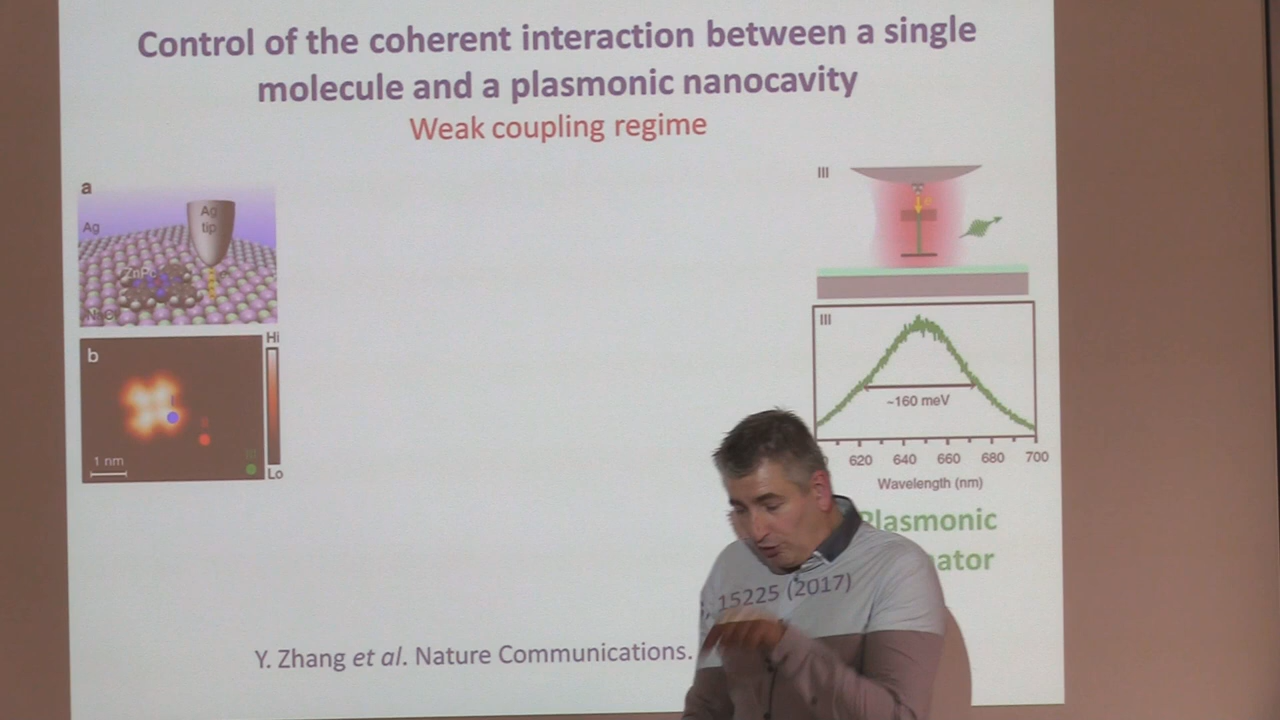 Control of the coherent interaction between a single
molecule and a plasmonic nanocavity
Weak coupling regime
a
Ag
Ag
tip
ZnPc
b
Hi
Lo
1 nm
III
III
~160 meV
620 640 660 680 700
Wavelength (nm)
Plasmonic
15225 (2017)
Y. Zhang et al. Nature Communications.